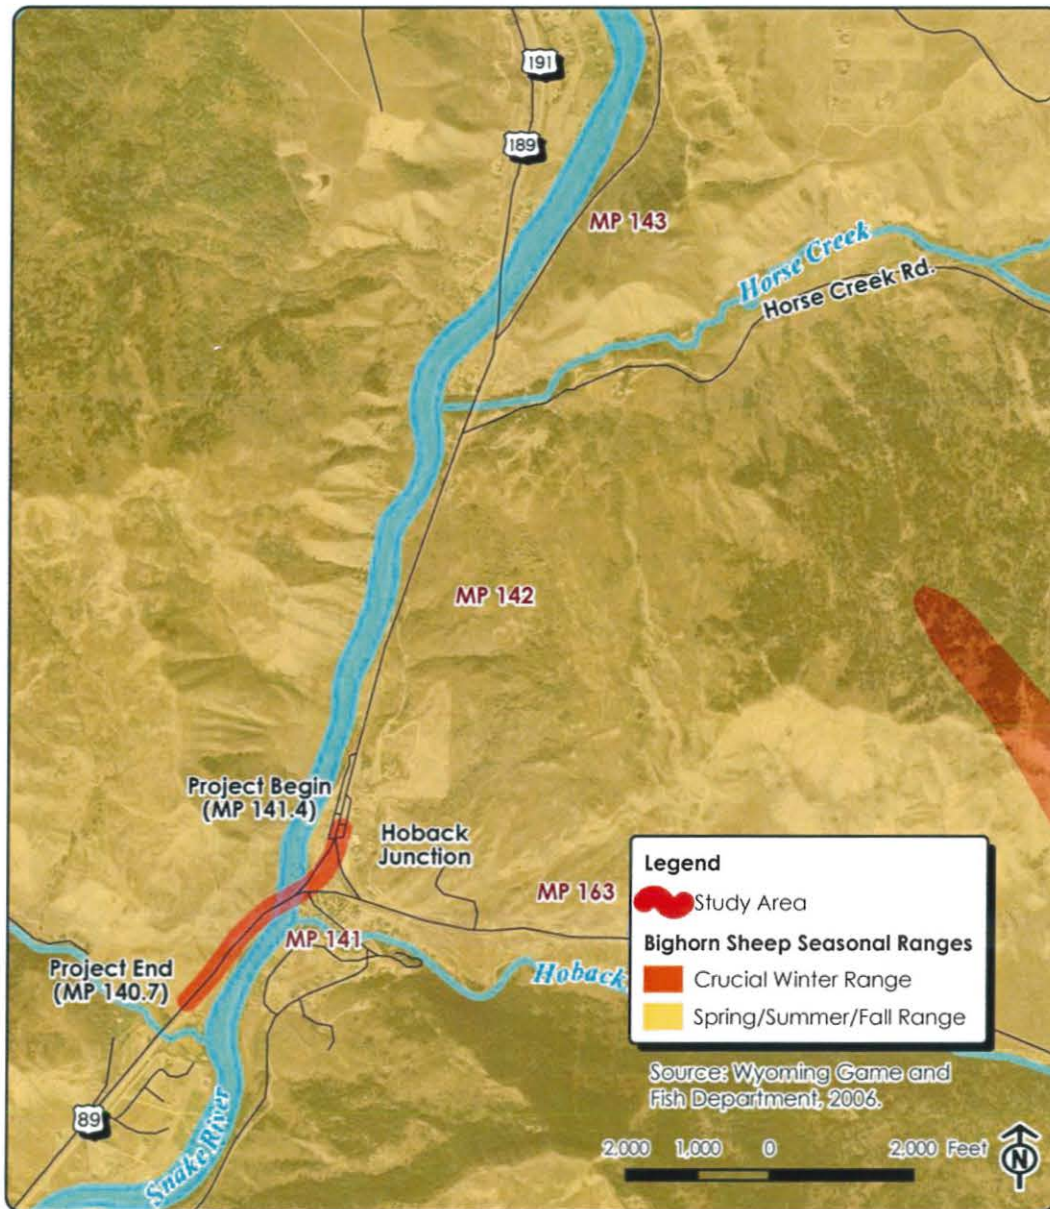 191
189
MP 143
Horse Creek
Horse Creek Rd.
MP 142
Project Begin
(MP 141.4)
Hoback
Junction
MP 163
MP 141
Project End
(MP 140.7)
Hoback
89
Snake River
Legend
Study Area
Bighorn Sheep Seasonal Ranges
Crucial Winter Range
Spring/Summer/Fall Range
Source: Wyoming Game and
Fish Department, 2006.
2,000 1,000 0 2,000 Feet
N